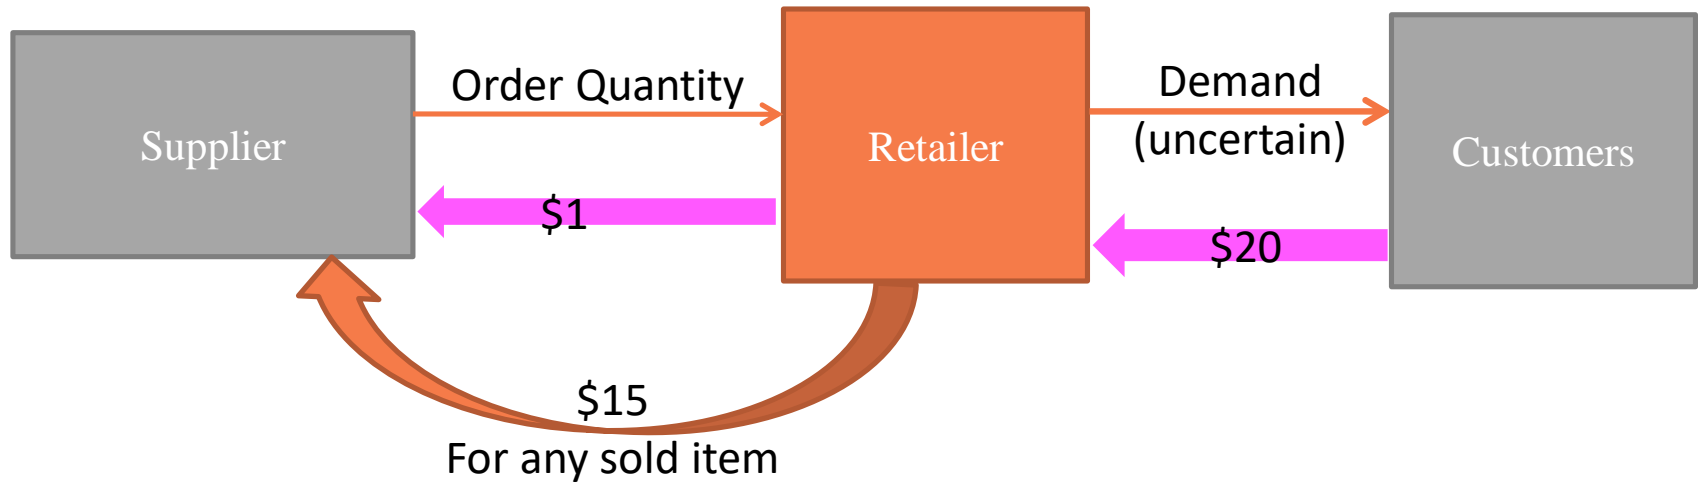 Supplier
Order Quantity
$1
Retailer
Demand
(uncertain)
$20
Customers
$15
For any sold item